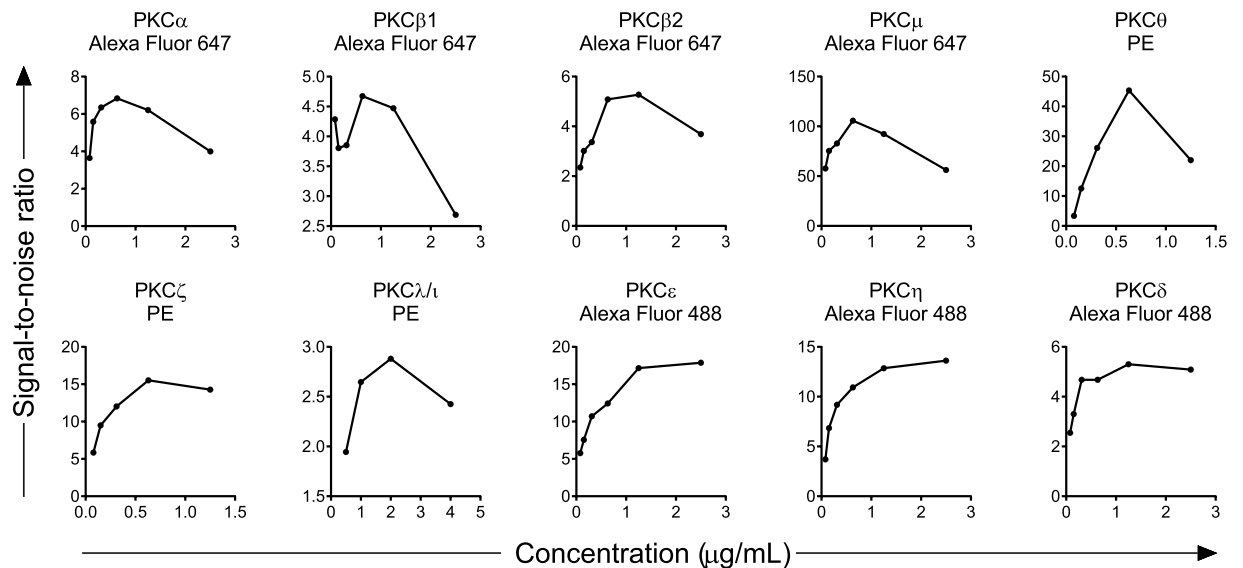 PKCα
Alexa Fluor 647
PKCβ1
Alexa Fluor 647
PKCβ2
Alexa Fluor 647
PKCμ
Alexa Fluor 647
PKCθ
PE
8
6
4
2
0
0 1 2 3
5.0
4.5
4.0
3.5
3.0
2.5
0 1 2 3
6
4
2
0
0 1 2 3
150
100
50
0
0 1 2 3
50
40
30
20
10
0
0.0 0.5 1.0 1.5
PKCζ
PE
PKCλ/ι
PE
PKCε
Alexa Fluor 488
PKCη
Alexa Fluor 488
PKCδ
Alexa Fluor 488
20
15
10
5
0
0.0 0.5 1.0 1.5
3.0
2.5
2.0
1.5
0 1 2 3 4 5
20
15
10
5
0
0 1 2 3
15
10
5
0
0 1 2 3
6
4
2
0
0 1 2 3
Signal-to-noise ratio
Concentration (μg/mL)